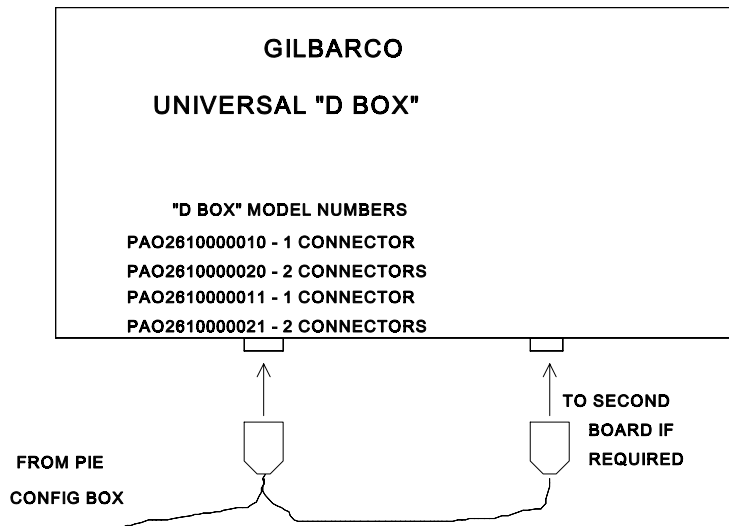 GILBARCO
UNIVERSAL "D BOX"
"D BOX" MODEL NUMBERS
PAO2610000010 - 1 CONNECTOR
PAO2610000020 - 2 CONNECTORS
PAO2610000011 - 1 CONNECTOR
PAO2610000021 - 2 CONNECTORS
TO SECOND
BOARD IF
REQUIRED
FROM PIE
CONFIG BOX